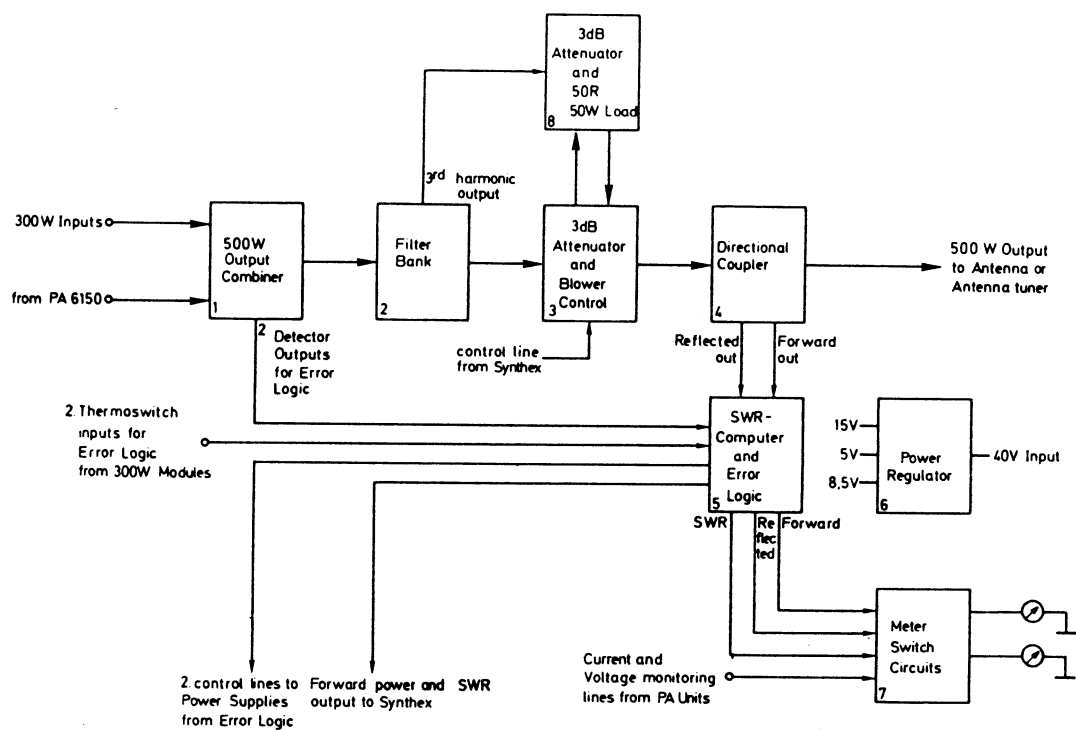 3dB
Attenuator
and
50R
50W Load
8
3rd harmonic
output
300W Inputs
from PA 6150
500W
Output
Combiner
1
Filter
Bank
2
3dB
Attenuator
and
Blower
Control
3
Directional
Coupler
4
500 W Output
to Antenna or
Antenna tuner
2 Detector
Outputs
for Error
Logic
control line
from Synthex
Reflected
out
Forward
out
2. Thermoswitch
inputs for
Error Logic
from 300W Modules
SWR-
Computer
and
Error
Logic
5
15V
5V
8,5V
Power
Regulator
6
40V Input
SWR
Re
flec
ted
Forward
Meter
Switch
Circuits
7
Current and
Voltage monitoring
lines from PA Units
2. control lines to
Power Supplies
from Error Logic
Forward power and SWR
output to Synthex